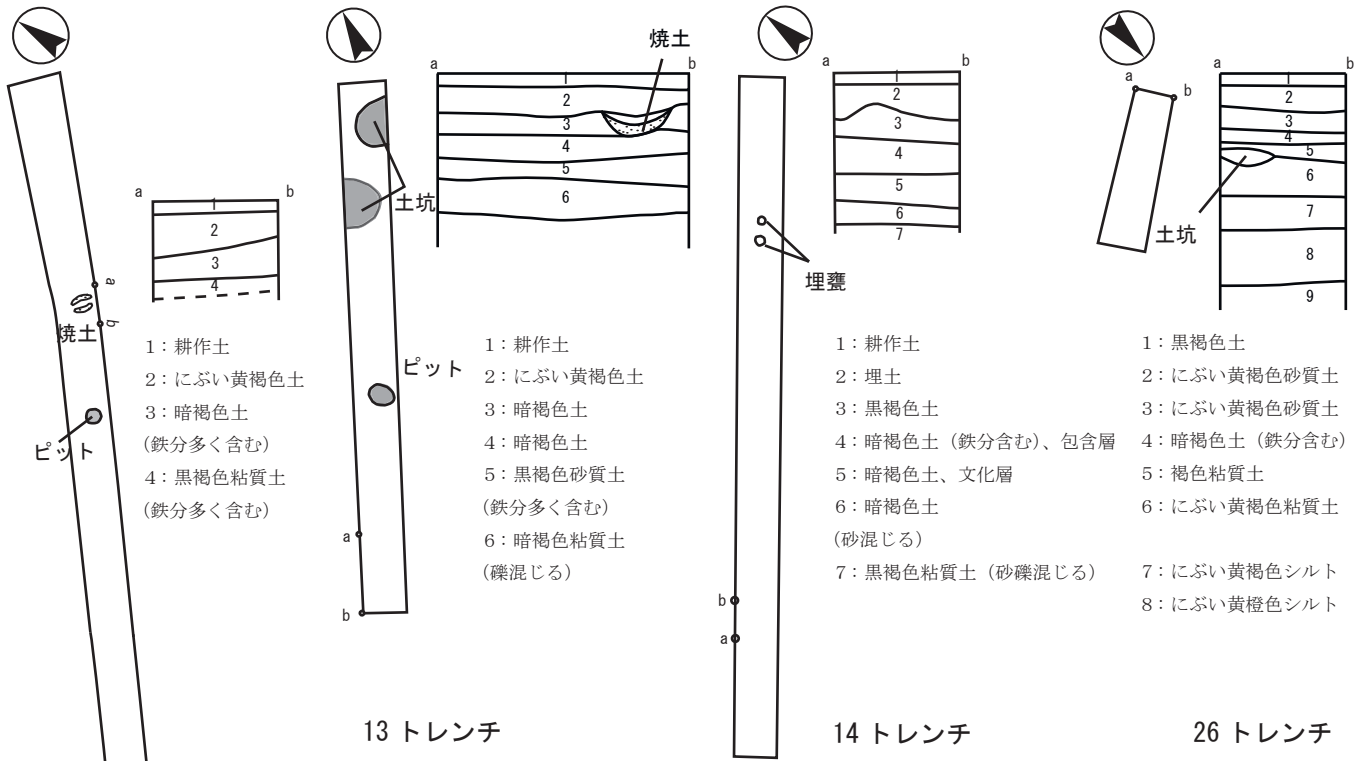 a
b
1
2
3
4
a
b
焼土
ピット
1：耕作土
2：にぶい黄褐色土
3：暗褐色土
(鉄分多く含む)
4：黒褐色粘質土
(鉄分多く含む)
a
b
焼土
1
2
3
4
5
6
土坑
ピット
a
b
1：耕作土
2：にぶい黄褐色土
3：暗褐色土
4：暗褐色土
5：黒褐色砂質土
(鉄分多く含む)
6：暗褐色粘質土
(礫混じる)
13 トレンチ
a
b
1
2
3
4
5
6
7
埋甕
b
a
1：耕作土
2：埋土
3：黒褐色土
4：暗褐色土（鉄分含む）、包含層
5：暗褐色土、文化層
6：暗褐色土
(砂混じる)
7：黒褐色粘質土（砂礫混じる）
14 トレンチ
a
b
a
b
1
2
3
4
5
6
7
8
9
土坑
1：黒褐色土
2：にぶい黄褐色砂質土
3：にぶい黄褐色砂質土
4：暗褐色土（鉄分含む）
5：褐色粘質土
6：にぶい黄褐色粘質土
7：にぶい黄褐色シルト
8：にぶい黄橙色シルト
26 トレンチ